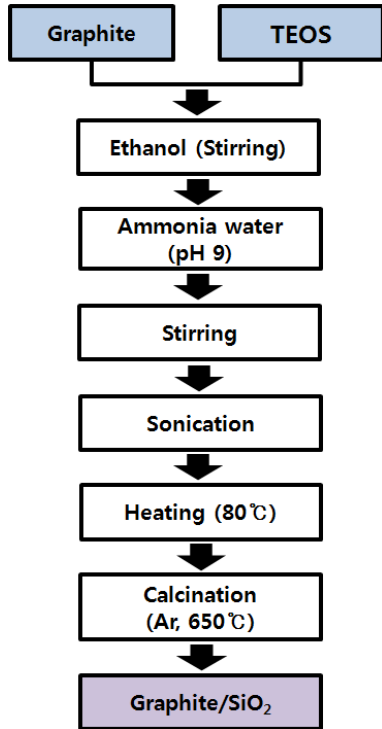 Graphite
TEOS
Ethanol (Stirring)
Ammonia water
(pH 9)
Stirring
Sonication
Heating (80℃)
Calcination
(Ar, 650℃)
Graphite/SiO₂